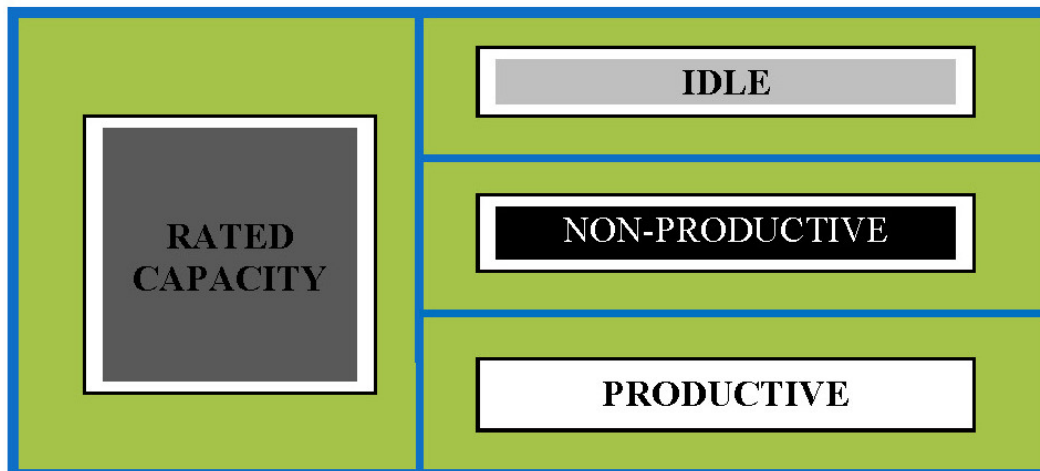 RATED
CAPACITY
IDLE
NON-PRODUCTIVE
PRODUCTIVE